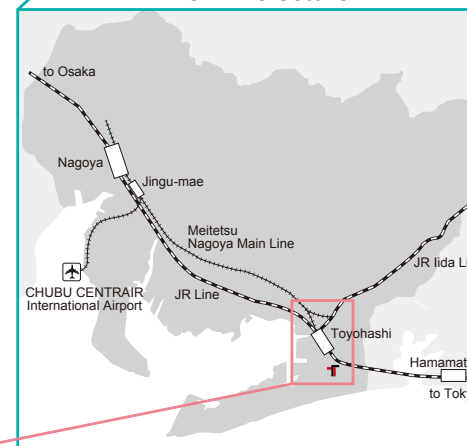 to Osaka
Nagoya
Jingu-mae
Meitetsu
Nagoya Main Line
CHUBU CENTRAIR
International Airport
JR Line
JR Iida Li
Toyohashi
Hamamat
to Toky